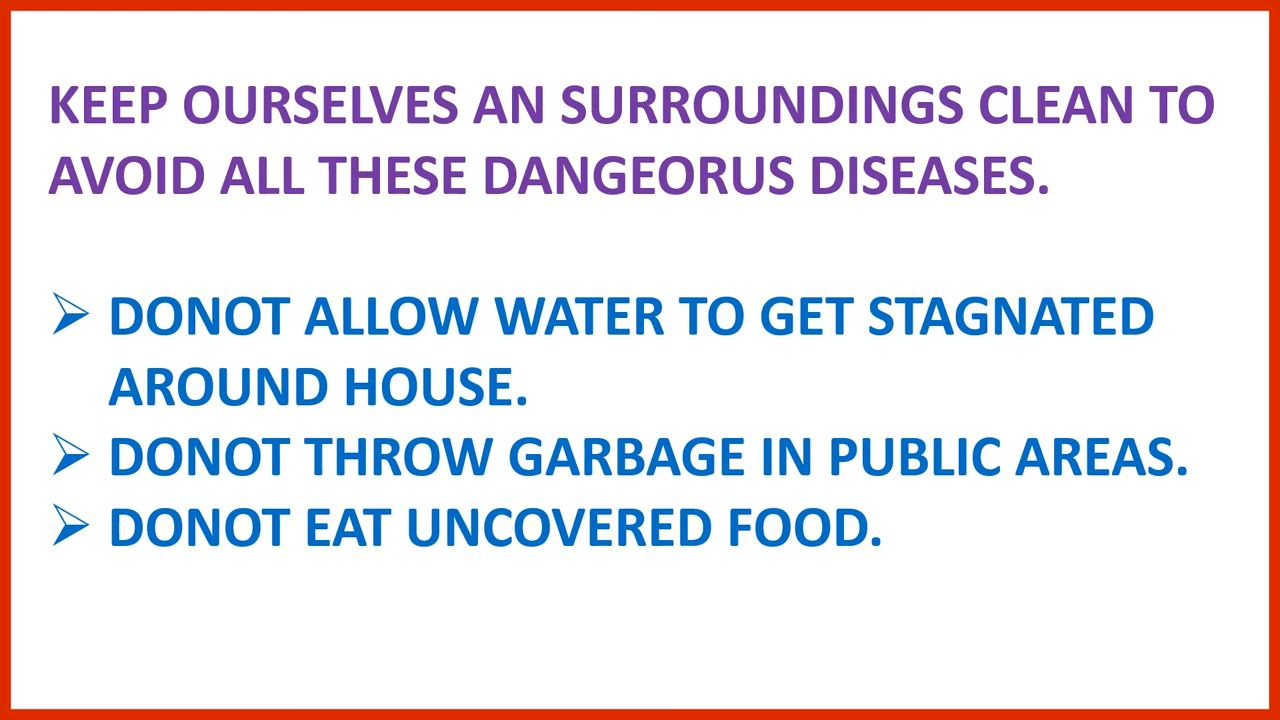 KEEP OURSELVES AN SURROUNDINGS CLEAN TO
AVOID ALL THESE DANGEORUS DISEASES.
➢ DONOT ALLOW WATER TO GET STAGNATED
AROUND HOUSE.
➢ DONOT THROW GARBAGE IN PUBLIC AREAS.
➢ DONOT EAT UNCOVERED FOOD.